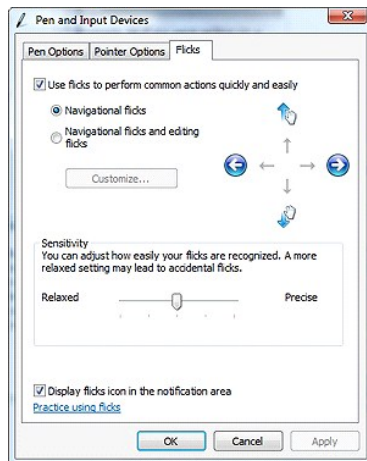 Pen and Input Devices
Pen Options Pointer Options Flicks
Use flicks to perform common actions quickly and easily
Navigational flicks
Navigational flicks and editing
flicks
Customize...
Sensitivity
You can adjust how easily your flicks are recognized. A more
relaxed setting may lead to accidental flicks.
Relaxed Precise
Display flicks icon in the notification area
Practice using flicks
OK Cancel Apply